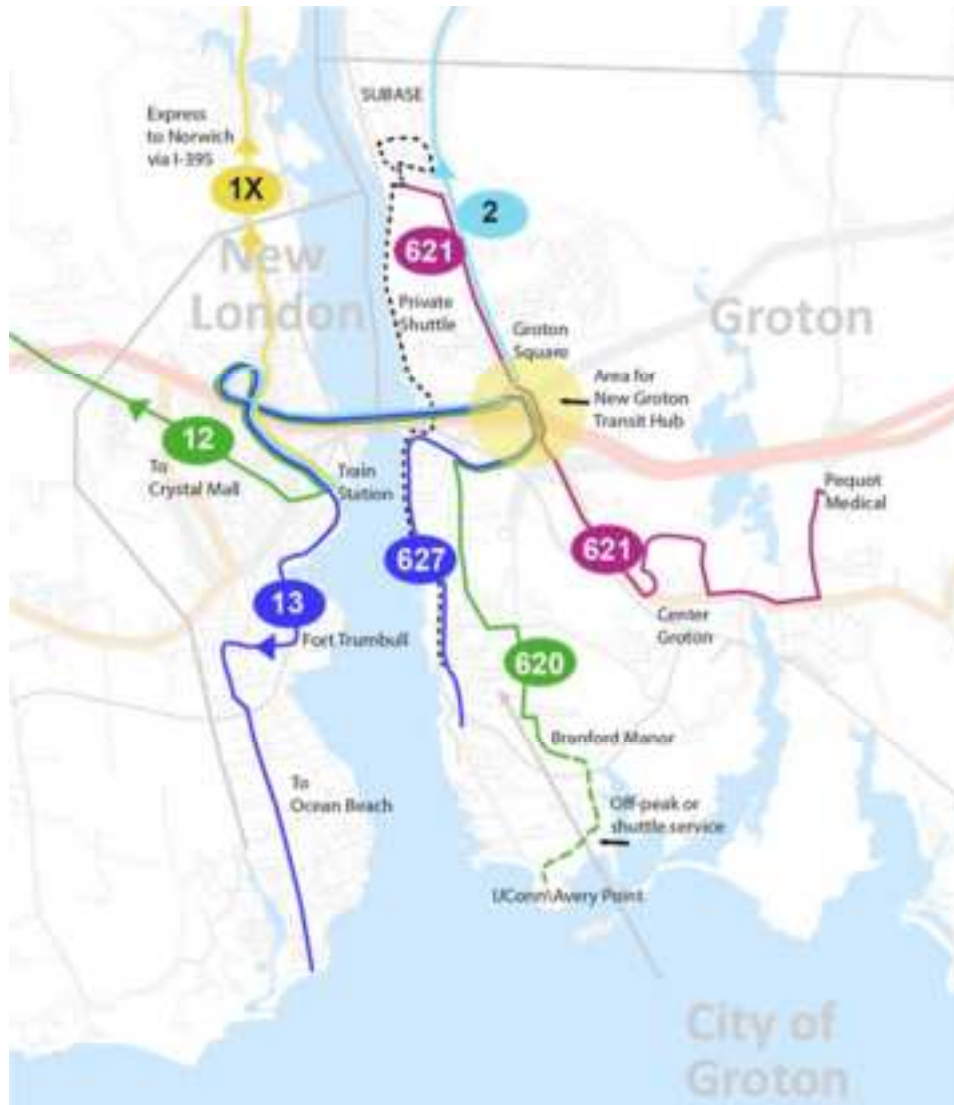 SUBASE
Express
to Norwich
via I-395
1X
2
New
London
621
Private
Shuttle
Groton
Groton
Square
Area for
New Groton
Transit Hub
12
To
Crystal Mall
Train
Station
Pequot
Medical
627
621
13
Center
Groton
Fort Trumbull
620
Branford Manor
To
Ocean Beach
Off-peak or
shuttle service
UConn\Avery Point
City of
Groton